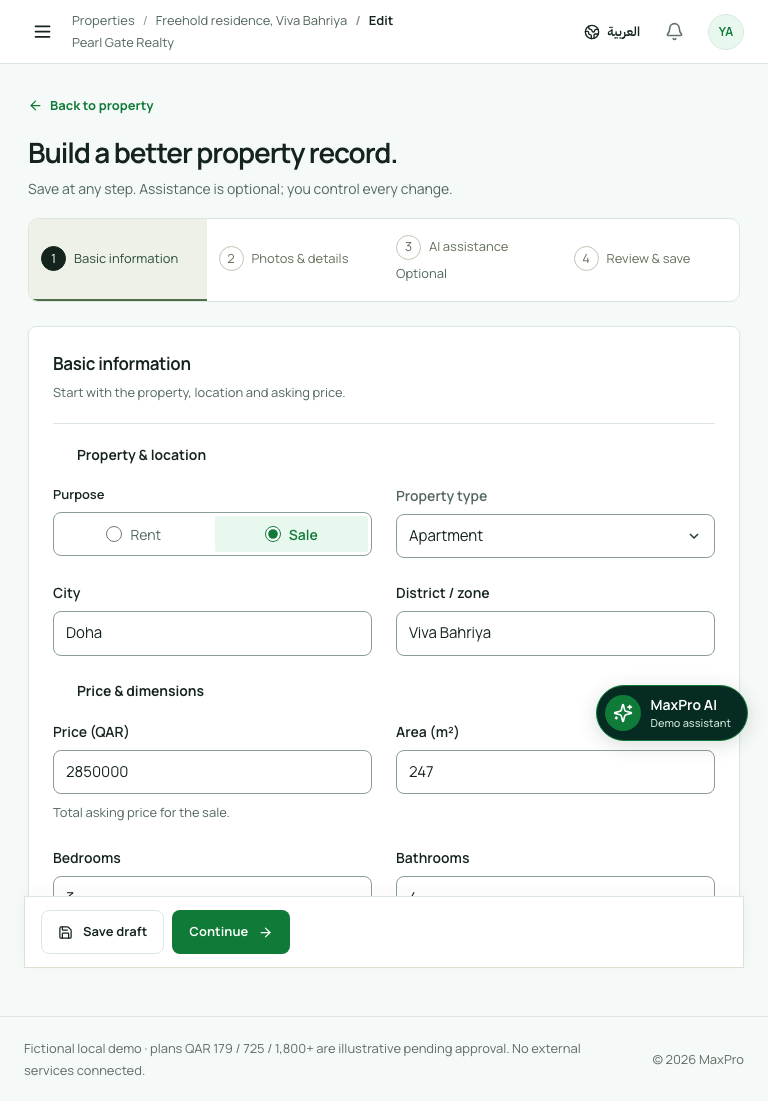 Properties / Freehold residence, Viva Bahriya / Edit
Pearl Gate Realty
العربية
YA
Back to property
Build a better property record.
Save at any step. Assistance is optional; you control every change.
1 Basic information
2 Photos & details
3 AI assistance
Optional
4 Review & save
Basic information
Start with the property, location and asking price.
Property & location
Purpose
Property type
Rent
Sale
Apartment
City
District / zone
Doha
Viva Bahriya
Price & dimensions
MaxPro AI
Demo assistant
Price (QAR)
Area (m²)
2850000
247
Total asking price for the sale.
Bedrooms
Bathrooms
Save draft
Continue
Fictional local demo · plans QAR 179 / 725 / 1,800+ are illustrative pending approval. No external
services connected.
© 2026 MaxPro